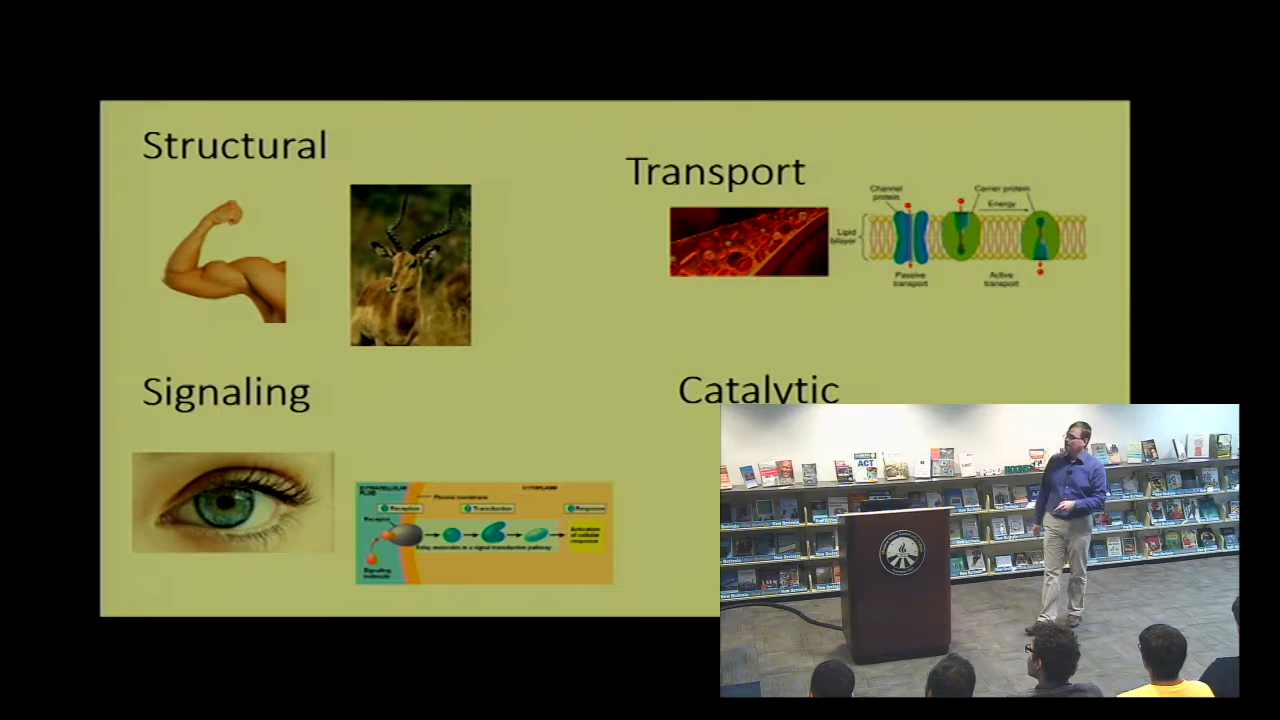 Structural
Transport
Channel
protein
Carrier protein
Energy
Lipid
bilayer
Passive
transport
Active
transport
Signaling
Catalytic
EXTRACELLULAR
FLUID
CYTOPLASM
Plasma membrane
Reception
Transduction
Response
Receptor
Relay molecules in a signal transduction pathway
Activation
of cellular
response
Signaling
molecule
ACT